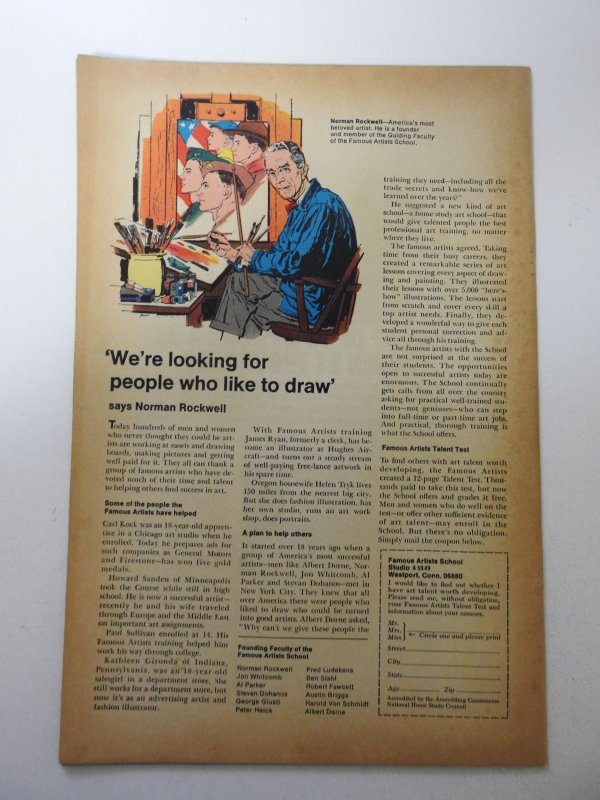 Norman Rockwell—America's most
beloved artist. He is a founder
and member of the Guiding Faculty
of the Famous Artists School.
'We're looking for
people who like to draw'
says Norman Rockwell
Today hundreds of men and women
who never thought they could be art-
ists are working at easels and drawing
boards, making pictures and getting
well paid for it. They all can thank a
group of famous artists who have de-
voted much of their time and talent
to helping others find success in art.
Some of the people the
Famous Artists have helped
Carl Kock was an 18-year-old appren-
tice in a Chicago art studio when he
enrolled. Today he prepares ads for
such companies as General Motors
and Firestone—has won five gold
medals.
Howard Sanden of Minneapolis
took the Course while still in high
school. He is now a successful artist—
recently he and his wife traveled
through Europe and the Middle East
on important art assignments.
Paul Sullivan enrolled at 14. His
Famous Artists training helped him
work his way through college.
Kathleen Gironda of Indiana,
Pennsylvania, was an 18-year-old
salesgirl in a department store. She
still works for a department store, but
now it's as an advertising artist and
fashion illustrator.
With Famous Artists training
James Ryan, formerly a clerk, has be-
come an illustrator at Hughes Air-
craft—and turns out a steady stream
of well-paying free-lance artwork in
his spare time.
Oregon housewife Helen Tryk lives
150 miles from the nearest big city.
But she does fashion illustration, has
her own studio, runs an art work
shop, does portraits.
A plan to help others
It started over 18 years ago when a
group of America's most successful
artists—men like Albert Dorne, Nor-
man Rockwell, Jon Whitcomb, Al
Parker and Stevan Dohanos—met in
New York City. They knew that all
over America there were people who
liked to draw who could be turned
into good artists. Albert Dorne asked,
"Why can't we give these people the
Founding Faculty of the
Famous Artists School
Norman Rockwell
Jon Whitcomb
Al Parker
Stevan Dohanos
George Giusti
Peter Helck
Fred Ludekens
Ben Stahl
Robert Fawcett
Austin Briggs
Harold Von Schmidt
Albert Dorne
training they need—including all the
trade secrets and know-how we've
learned over the years?"
He suggested a new kind of art
school—a home study art school—that
would give talented people the best
professional art training, no matter
where they live.
The famous artists agreed. Taking
time from their busy careers, they
created a remarkable series of art
lessons covering every aspect of draw-
ing and painting. They illustrated
their lessons with over 5,000 "here's-
how" illustrations. The lessons start
from scratch and cover every skill a
top artist needs. Finally, they de-
veloped a wonderful way to give each
student personal correction and ad-
vice all through his training.
The famous artists with the School
are not surprised at the success of
their students. The opportunities
open to successful artists today are
enormous. The School continually
gets calls from all over the country
asking for practical well-trained stu-
dents—not geniuses—who can step
into full-time or part-time art jobs.
And practical, thorough training is
what the School offers.
Famous Artists Talent Test
To find others with art talent worth
developing, the Famous Artists
created a 12-page Talent Test. Thou-
sands paid to take this test, but now
the School offers and grades it free.
Men and women who do well on the
test—or offer other sufficient evidence
of art talent—may enroll in the
School. But there's no obligation.
Simply mail the coupon below.
Famous Artists School
Studio A5949
Westport, Conn. 06880
I would like to find out whether I
have art talent worth developing.
Please send me, without obligation,
your Famous Artists Talent Test and
information about your courses.
Mr.
Mrs.
Miss ← Circle one and please print
Street
City
State
Age Zip
Accredited by the Accrediting Commission
National Home Study Council